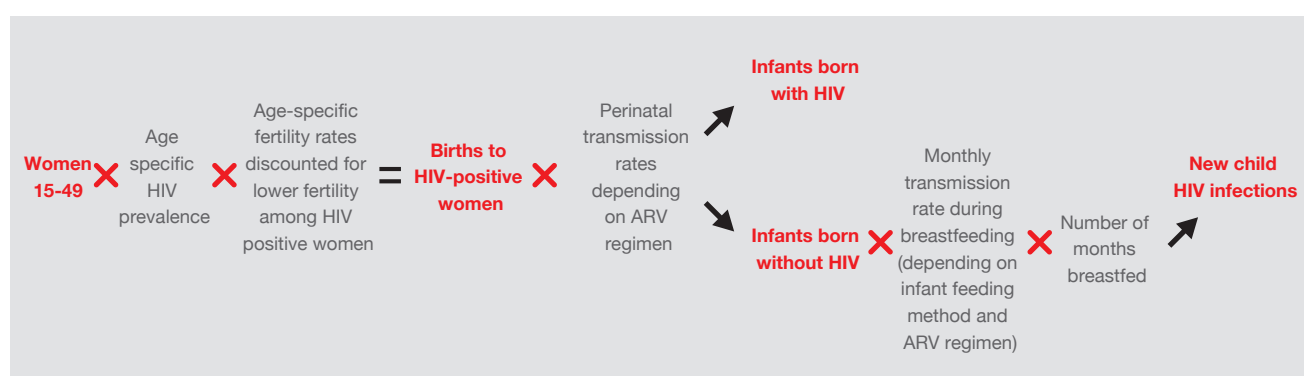 Women
15-49
Age
specific
HIV
prevalence
Age-specific
fertility rates
discounted for
lower fertility
among HIV
positive women
=
Births to
HIV-positive
women
Perinatal
transmission
rates
depending
on ARV
regimen
Infants born
with HIV
Infants born
without HIV
Monthly
transmission
rate during
breastfeeding
(depending on
infant feeding
method and
ARV regimen)
Number of
months
breastfed
New child
HIV infections